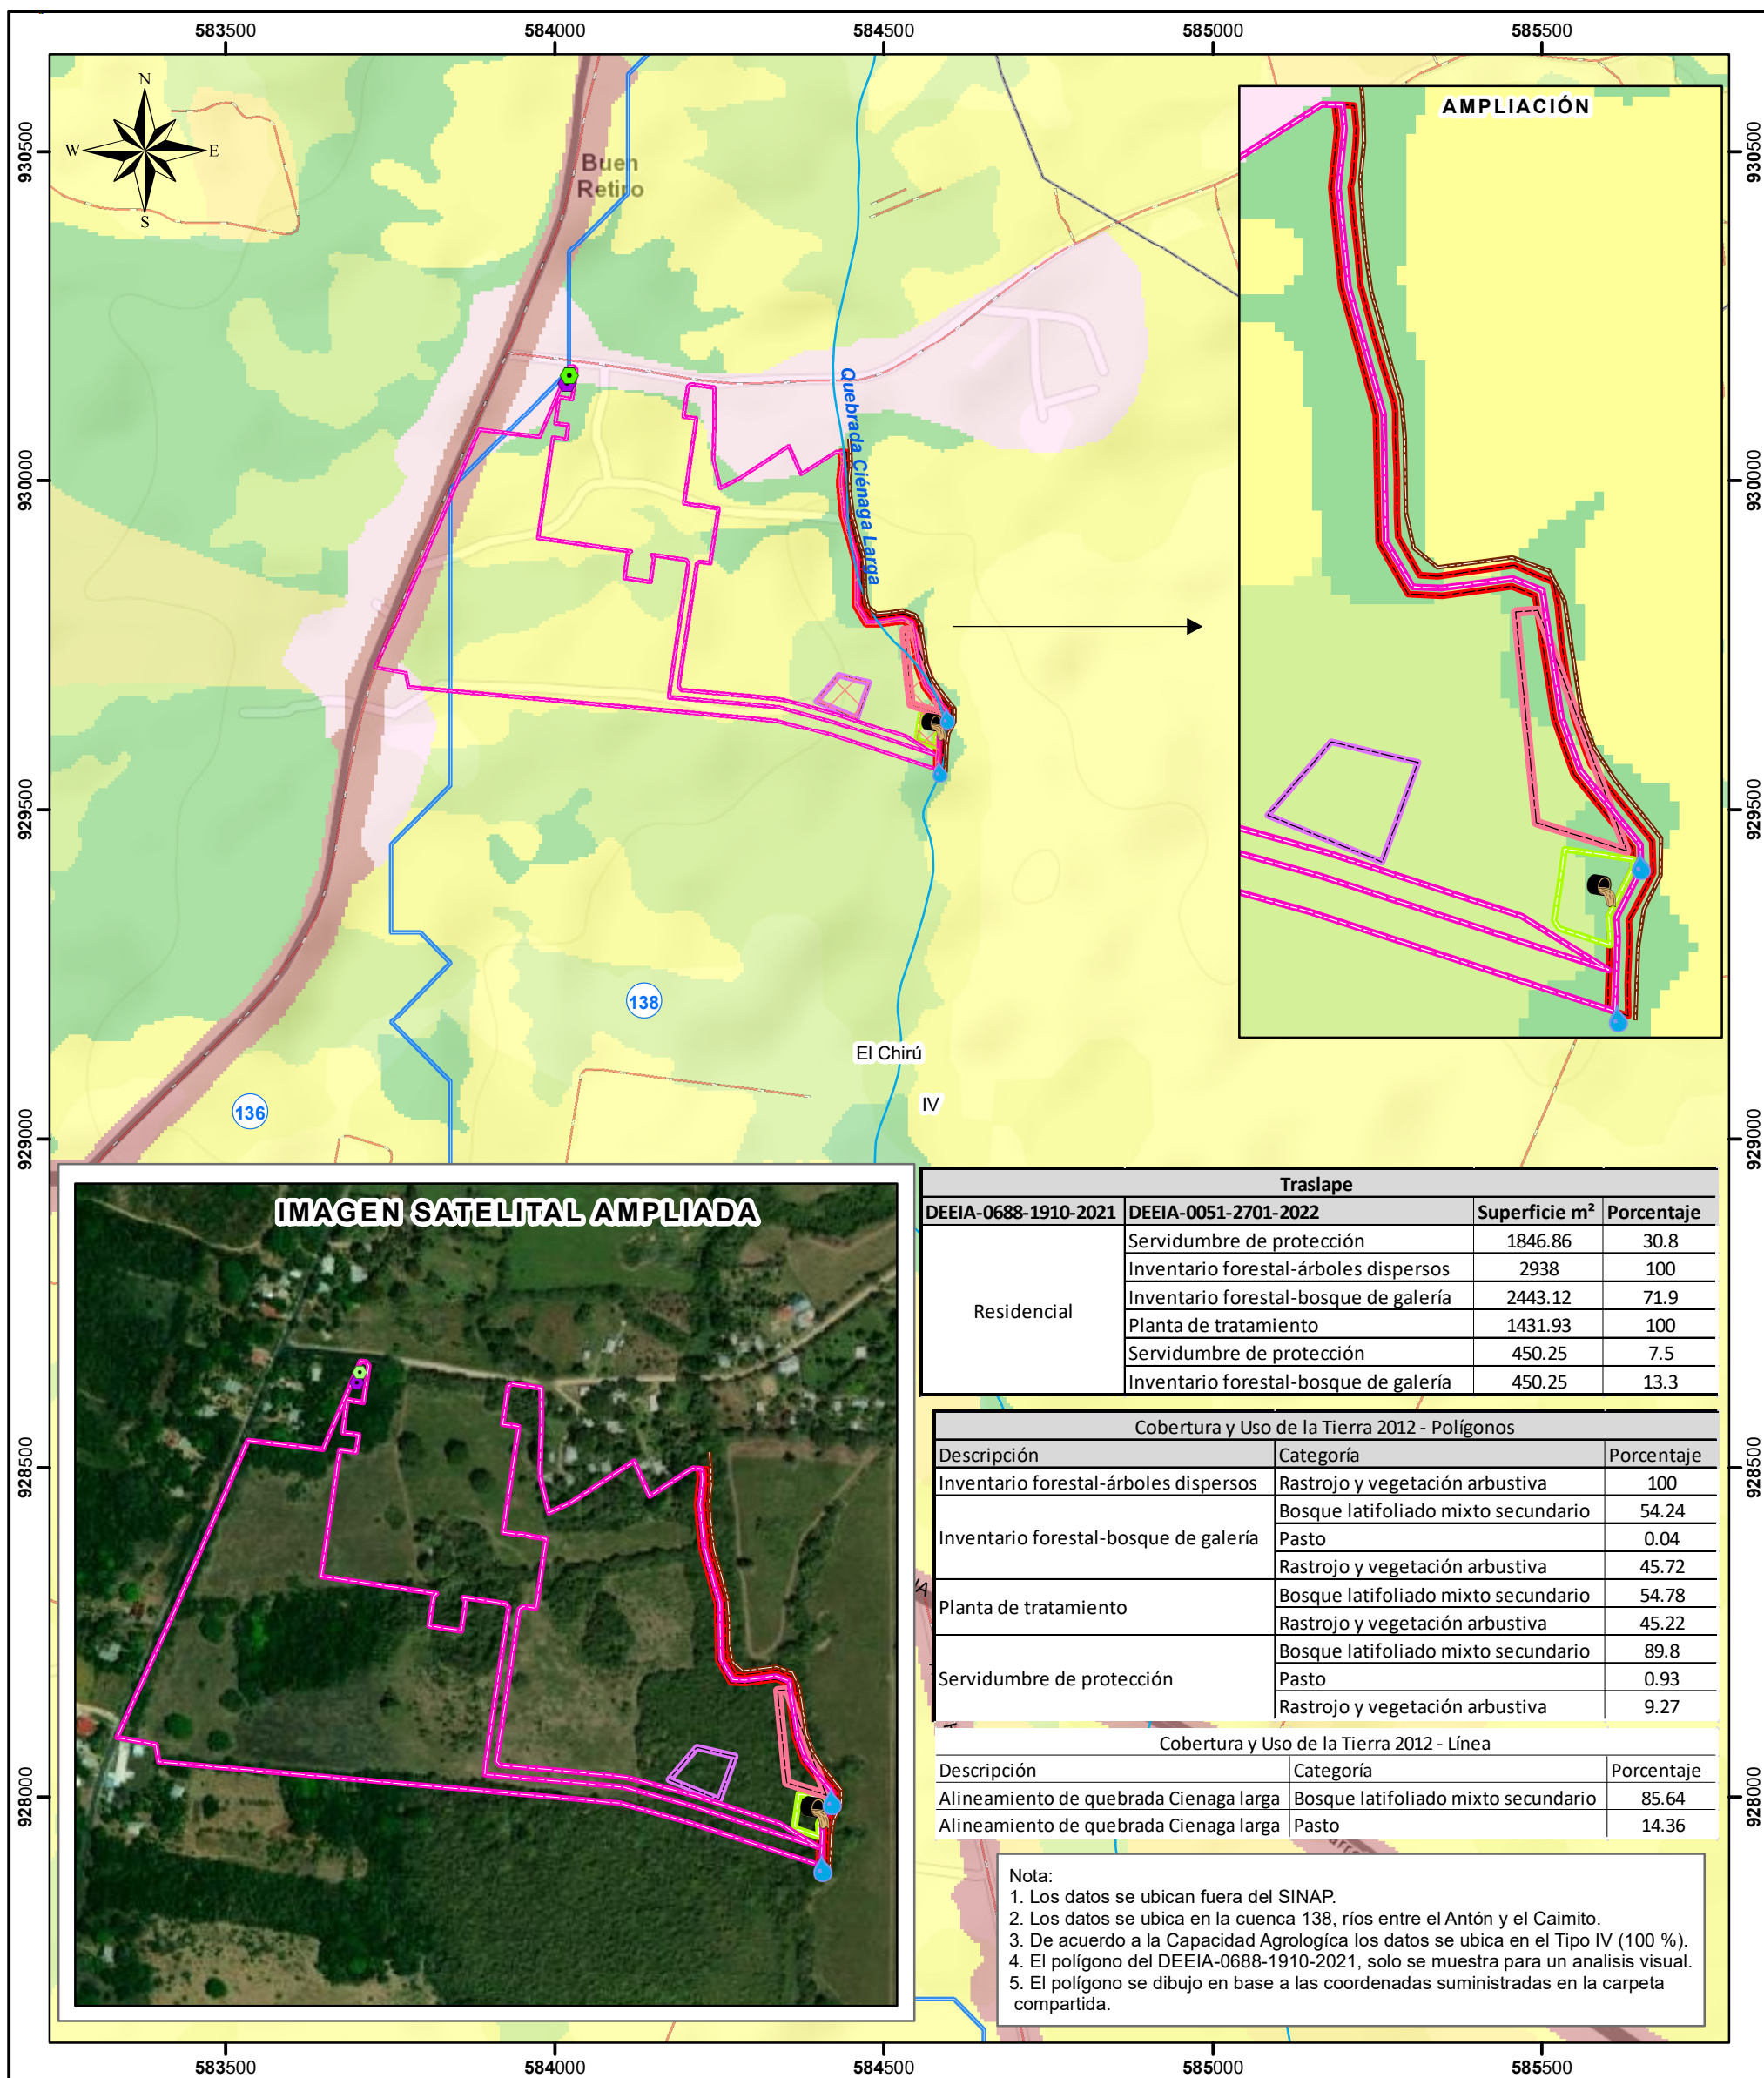 583500 584000 584500 585000 585500
N
W E
S
930500
930000
929500
929000
928500
928000
930500
930000
929500
929000
928500
928000
Buen
Retiro
Quebrada Ciénaga Larga
138
136
El Chirú
IV
AMPLIACIÓN
IMAGEN SATELITAL AMPLIADA
Traslape
DEEIA-0688-1910-2021 DEEIA-0051-2701-2022 Superficie m² Porcentaje
Residencial
Servidumbre de protección 1846.86 30.8
Inventario forestal-árboles dispersos 2938 100
Inventario forestal-bosque de galería 2443.12 71.9
Planta de tratamiento 1431.93 100
Servidumbre de protección 450.25 7.5
Inventario forestal-bosque de galería 450.25 13.3
Cobertura y Uso de la Tierra 2012 - Polígonos
Descripción Categoría Porcentaje
Inventario forestal-árboles dispersos Rastrojo y vegetación arbustiva 100
Inventario forestal-bosque de galería
Bosque latifoliado mixto secundario 54.24
Pasto 0.04
Rastrojo y vegetación arbustiva 45.72
Planta de tratamiento
Bosque latifoliado mixto secundario 54.78
Rastrojo y vegetación arbustiva 45.22
Servidumbre de protección
Bosque latifoliado mixto secundario 89.8
Pasto 0.93
Rastrojo y vegetación arbustiva 9.27
Cobertura y Uso de la Tierra 2012 - Línea
Descripción Categoría Porcentaje
Alineamiento de quebrada Cienaga larga Bosque latifoliado mixto secundario 85.64
Alineamiento de quebrada Cienaga larga Pasto 14.36
Nota:
1. Los datos se ubican fuera del SINAP.
2. Los datos se ubica en la cuenca 138, ríos entre el Antón y el Caimito.
3. De acuerdo a la Capacidad Agrologíca los datos se ubica en el Tipo IV (100 %).
4. El polígono del DEEIA-0688-1910-2021, solo se muestra para un analisis visual.
5. El polígono se dibujo en base a las coordenadas suministradas en la carpeta
compartida.
583500 584000 584500 585000 585500